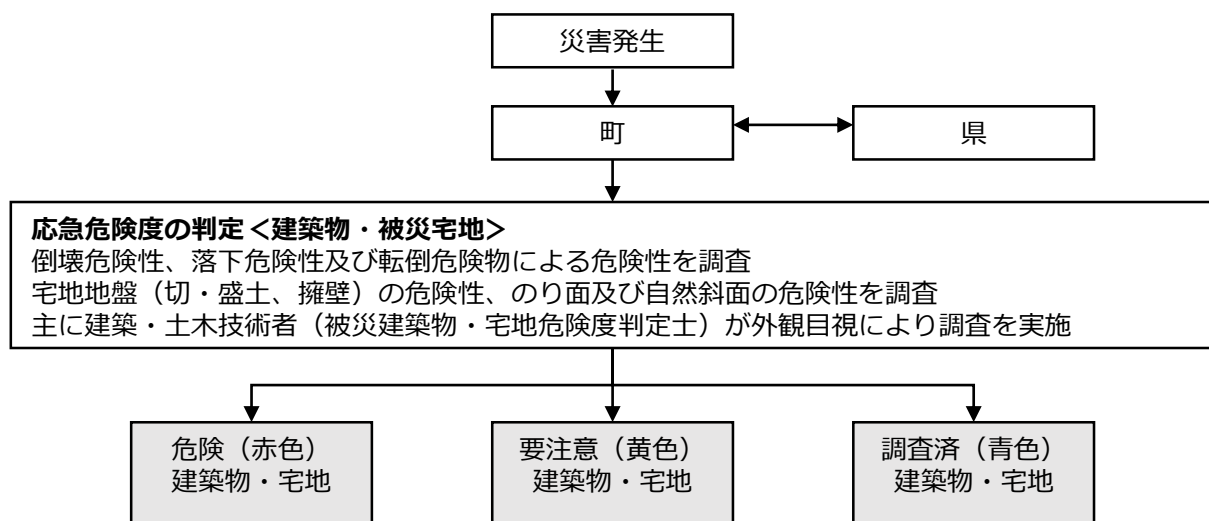 災害発生
町
県
応急危険度の判定<建築物・被災宅地>
倒壊危険性、落下危険性及び転倒危険物による危険性を調査
宅地地盤（切・盛土、擁壁）の危険性、のり面及び自然斜面の危険性を調査
主に建築・土木技術者（被災建築物・宅地危険度判定士）が外観目視により調査を実施
危険（赤色）
建築物・宅地
要注意（黄色）
建築物・宅地
調査済（青色）
建築物・宅地